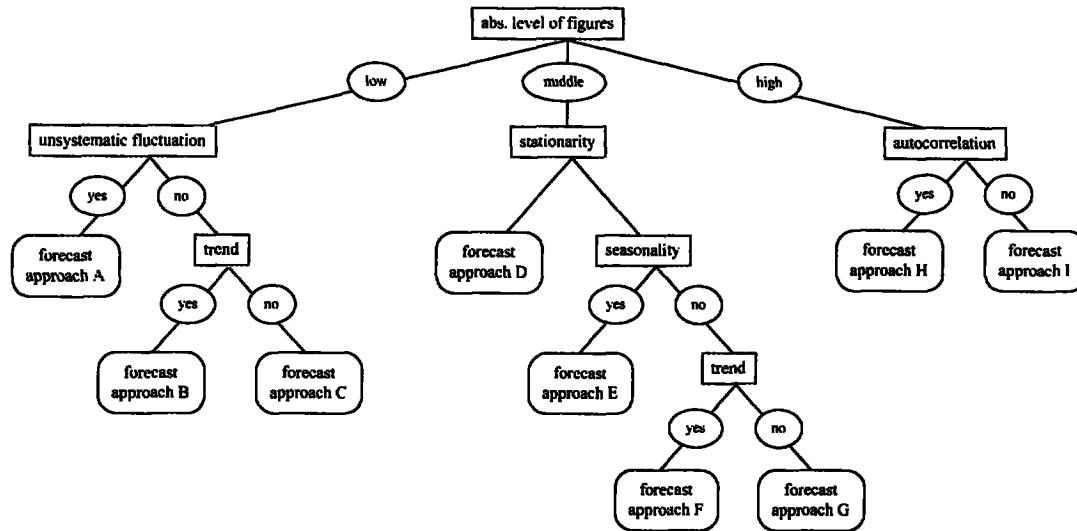 abs. level of figures
low
middle
high
unsystematic fluctuation
stationarity
autocorrelation
yes
no
yes
no
forecast
approach A
trend
forecast
approach D
seasonality
forecast
approach H
forecast
approach I
yes
no
yes
no
forecast
approach B
forecast
approach C
forecast
approach E
trend
yes
no
forecast
approach F
forecast
approach G